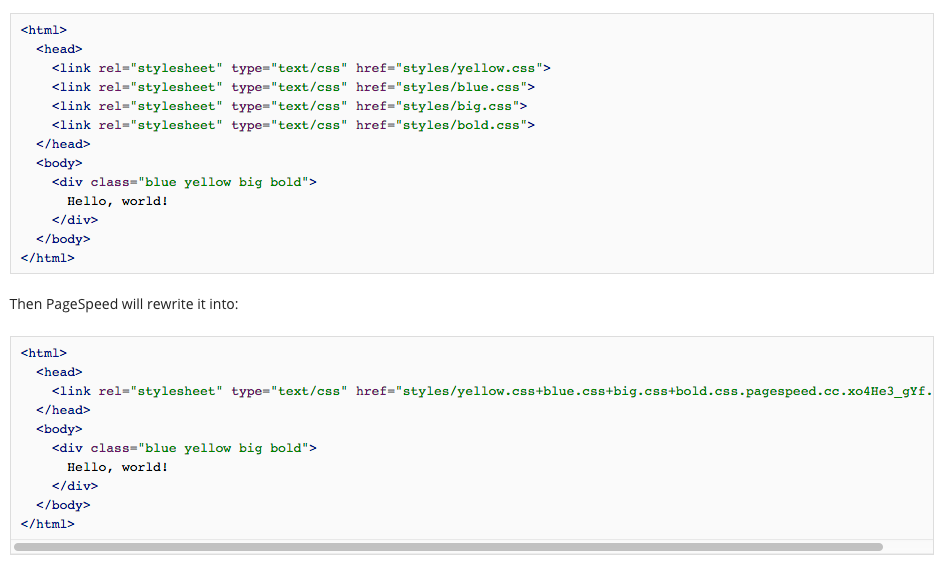 <html>
<head>
<link rel="stylesheet" type="text/css" href="styles/yellow.css">
<link rel="stylesheet" type="text/css" href="styles/blue.css">
<link rel="stylesheet" type="text/css" href="styles/big.css">
<link rel="stylesheet" type="text/css" href="styles/bold.css">
</head>
<body>
<div class="blue yellow big bold">
Hello, world!
</div>
</body>
</html>
Then PageSpeed will rewrite it into:
<html>
<head>
<link rel="stylesheet" type="text/css" href="styles/yellow.css+blue.css+big.css+bold.css.pagespeed.cc.xo4He3_gYf.
</head>
<body>
<div class="blue yellow big bold">
Hello, world!
</div>
</body>
</html>